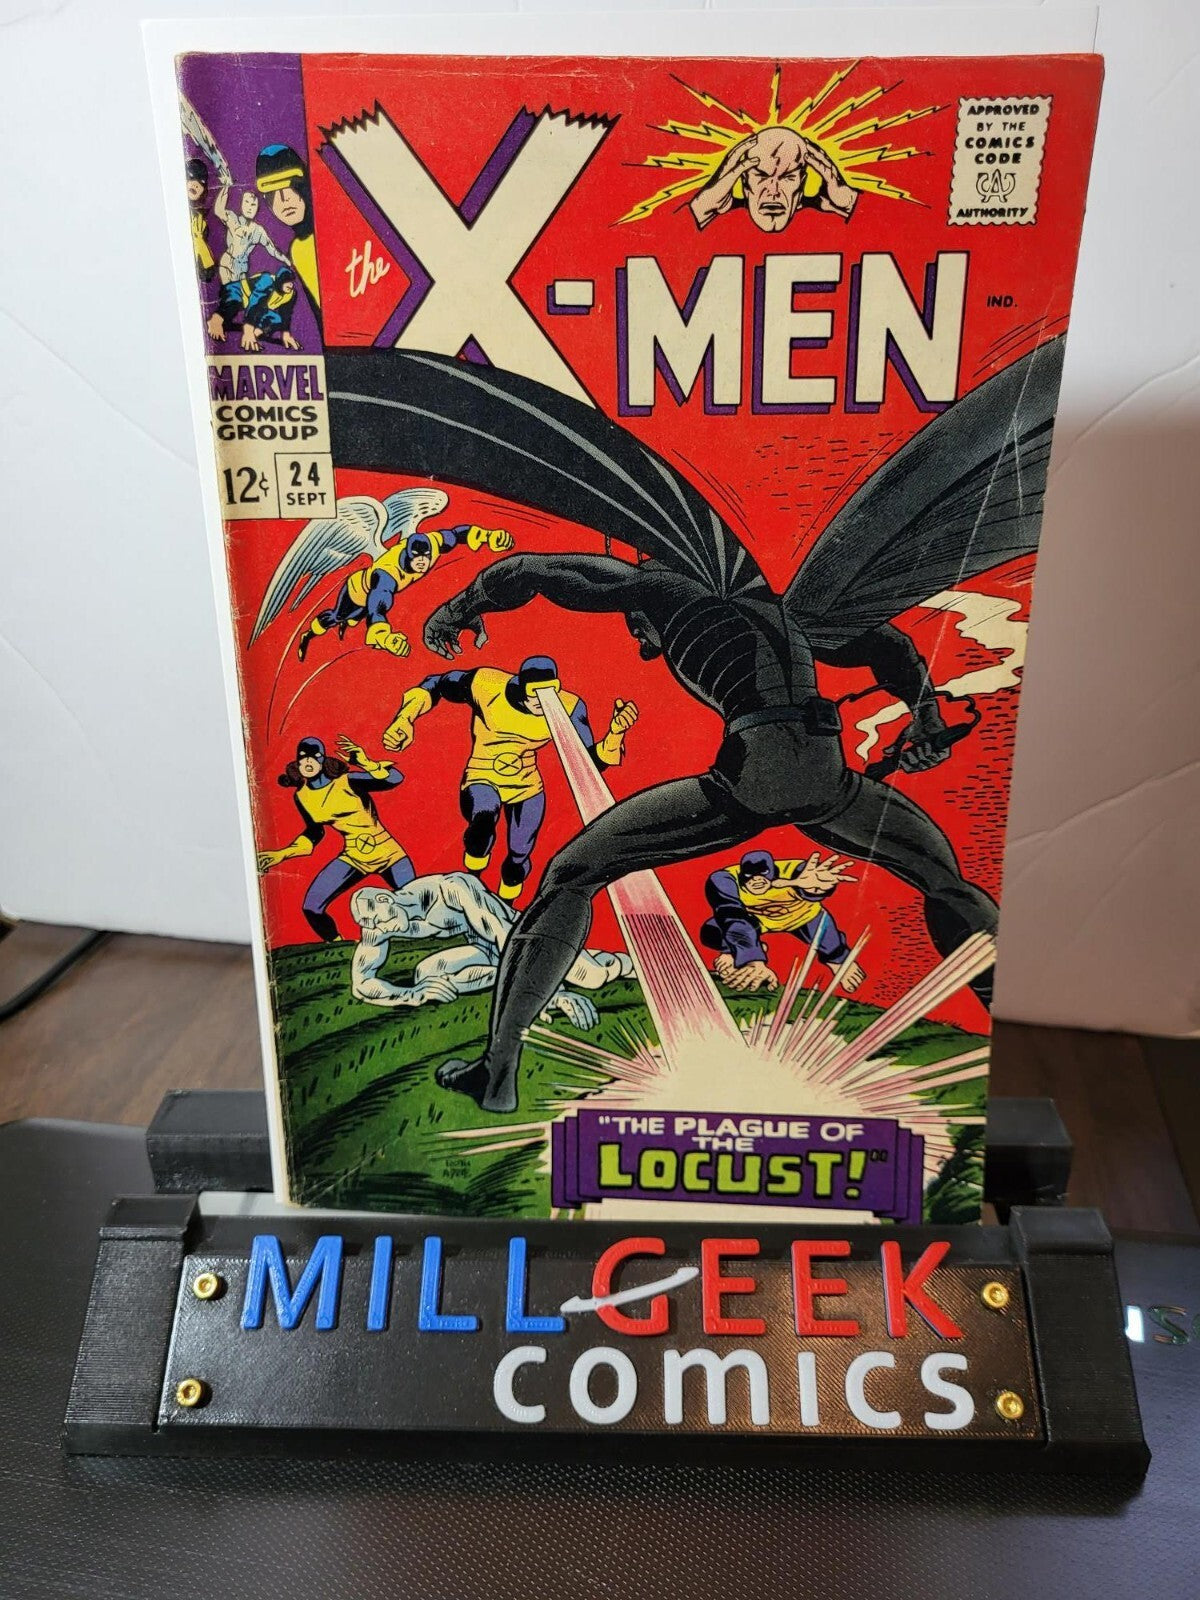 APPROVED
BY THE
COMICS
CODE
CA
AUTHORITY
the X-MEN
IND.
MARVEL
COMICS
GROUP
12¢
24
SEPT
X
X
"THE PLAGUE OF
THE
LOCUST!"
MILLGEEK
comics